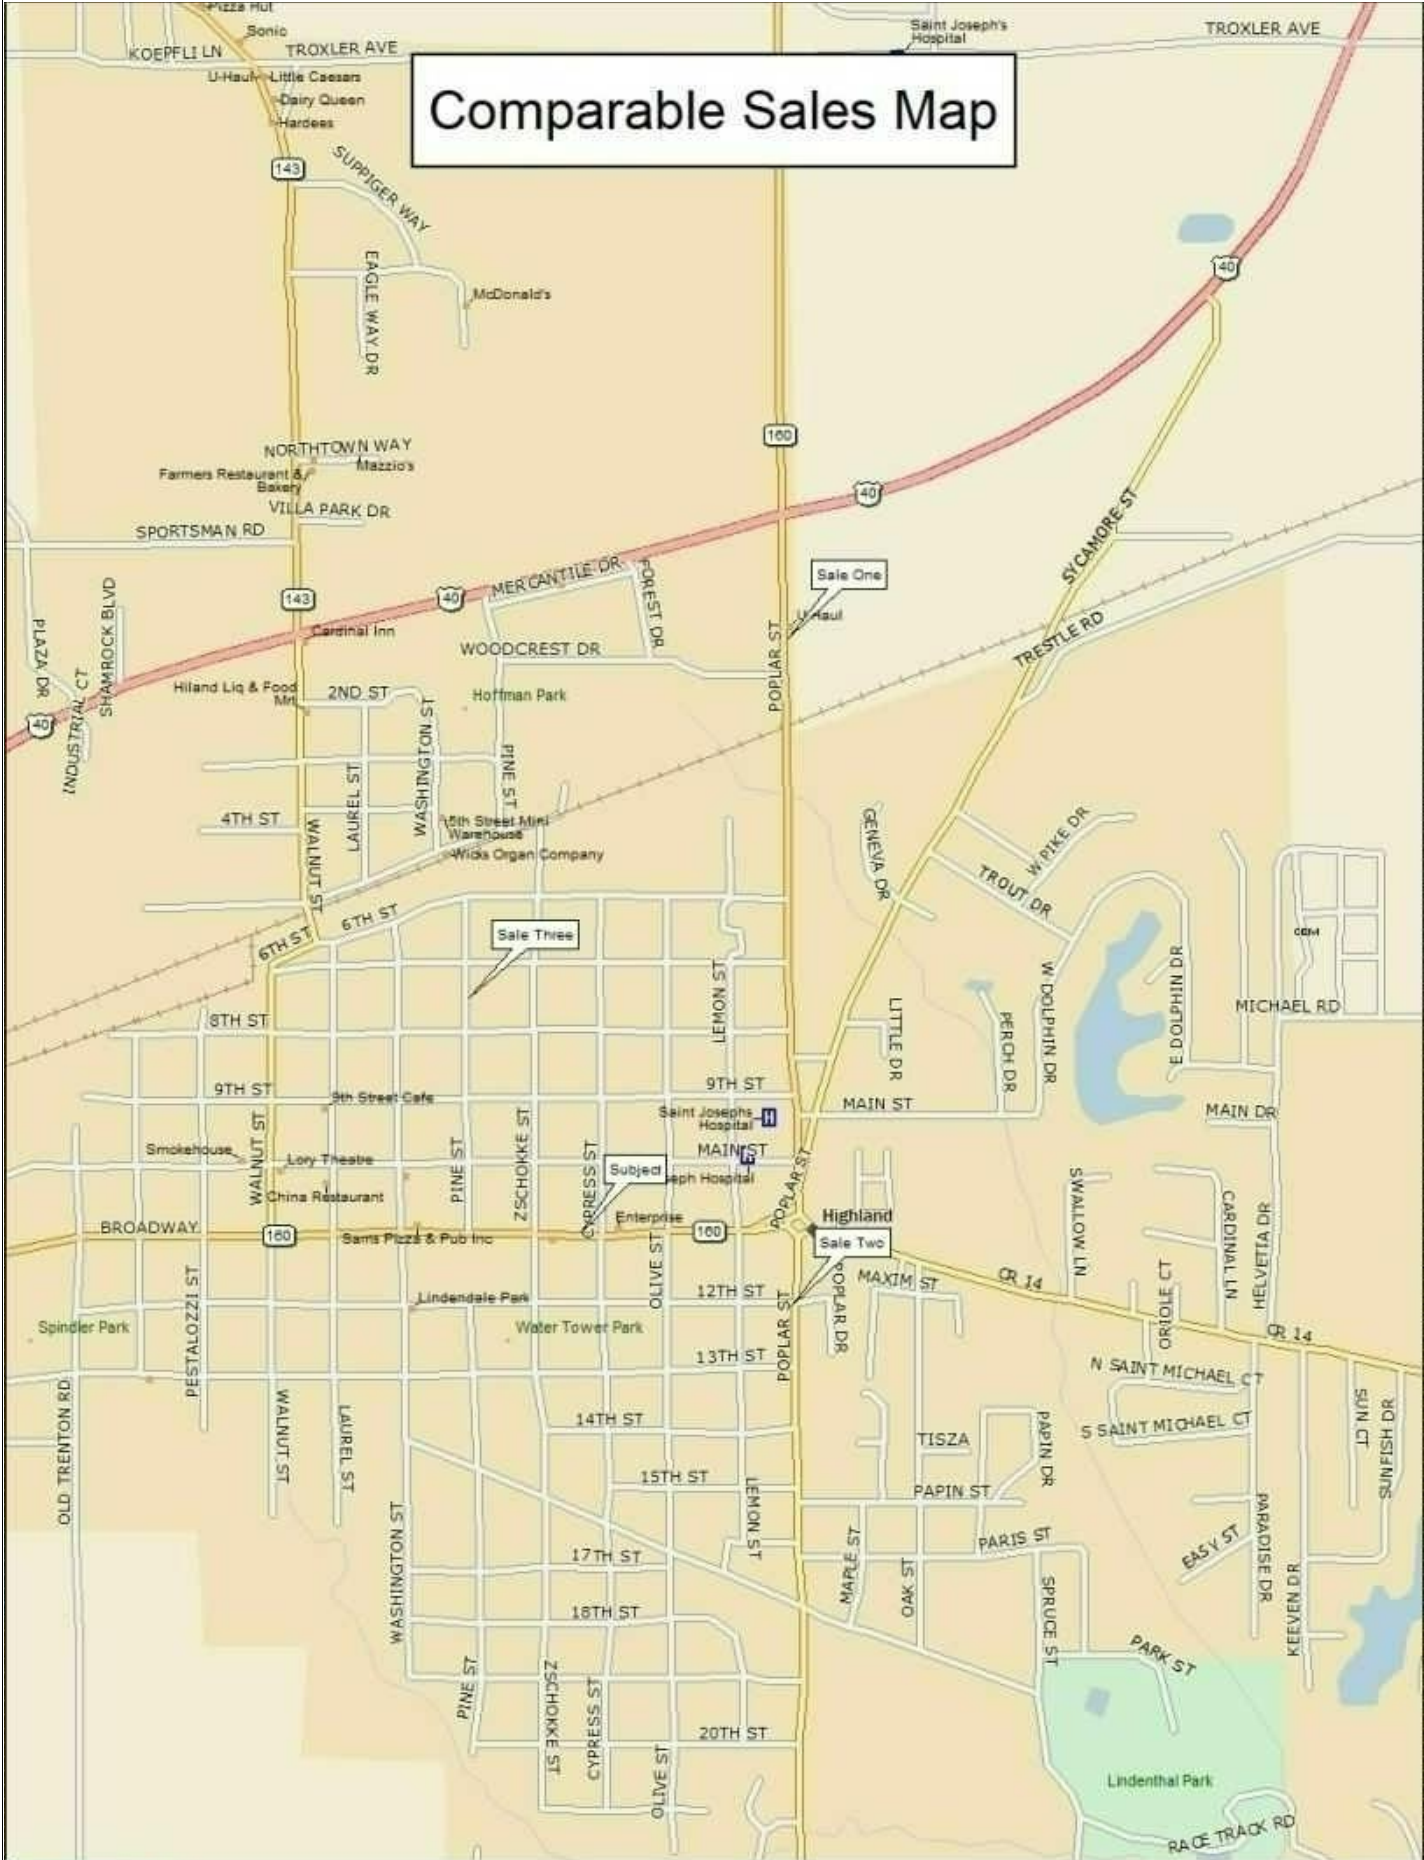 Pizza Hut
Sonic
Saint Joseph's
Hospital
TROXLER AVE
KOEPFLI LN
TROXLER AVE
U-Haul
Little Caesars
Dairy Queen
Hardees
Comparable Sales Map
143
SUPPIGER WAY
EAGLE WAY DR
McDonald's
40
160
NORTHTOWN WAY
Mazzio's
Farmers Restaurant &
Bakery
VILLA PARK DR
SPORTSMAN RD
40
SYCAMORE ST
MERCANTILE DR
FOREST DR
Sale One
143
40
SHAMROCK BLVD
PLAZA DR
Cardinal Inn
U-Haul
POPLAR ST
TRESTLE RD
WOODCREST DR
Hiland Liq & Food
Mrt
2ND ST
Hoffman Park
INDUSTRIAL CT
40
WASHINGTON ST
PINE ST
LAUREL ST
4TH ST
WALNUT ST
5th Street Mini
Warehouse
Wicks Organ Company
GENEVA DR
W PIKE DR
TROUT DR
6TH ST
6TH ST
Sale Three
LEMON ST
W DOLPHIN DR
E DOLPHIN DR
MICHAEL RD
8TH ST
LITTLE DR
PERCH DR
9TH ST
9TH ST
9th Street Cafe
MAIN ST
MAIN DR
Saint Josephs
Hospital
H
WALNUT ST
PINE ST
ZSCHOKKE ST
CYPRESS ST
Smokehouse
Lory Theatre
MAIN ST
Subject
seph Hospital
China Restaurant
POPLAR ST
SWALLOW LN
CARDINAL LN
HELVETIA DR
BROADWAY
160
Sams Pizza & Pub Inc
Enterprise
160
Highland
Sale Two
OLIVE ST
PESTALOZZI ST
12TH ST
POPLAR ST
POPLAR DR
MAXIM ST
CR 14
ORIOLE CT
CR 14
Lindendale Park
Spindler Park
Water Tower Park
13TH ST
N SAINT MICHAEL CT
OLD TRENTON RD
WALNUT ST
LAUREL ST
14TH ST
TISZA
PAPIN DR
S SAINT MICHAEL CT
SUN CT
SUNFISH DR
15TH ST
LEMON ST
PAPIN ST
WASHINGTON ST
17TH ST
MAPLE ST
OAK ST
PARIS ST
EASY ST
PARADISE DR
KEEVEN DR
18TH ST
SPRUCE ST
PARK ST
PINE ST
ZSCHOKKE ST
CYPRESS ST
OLIVE ST
20TH ST
Lindenthal Park
RACE TRACK RD